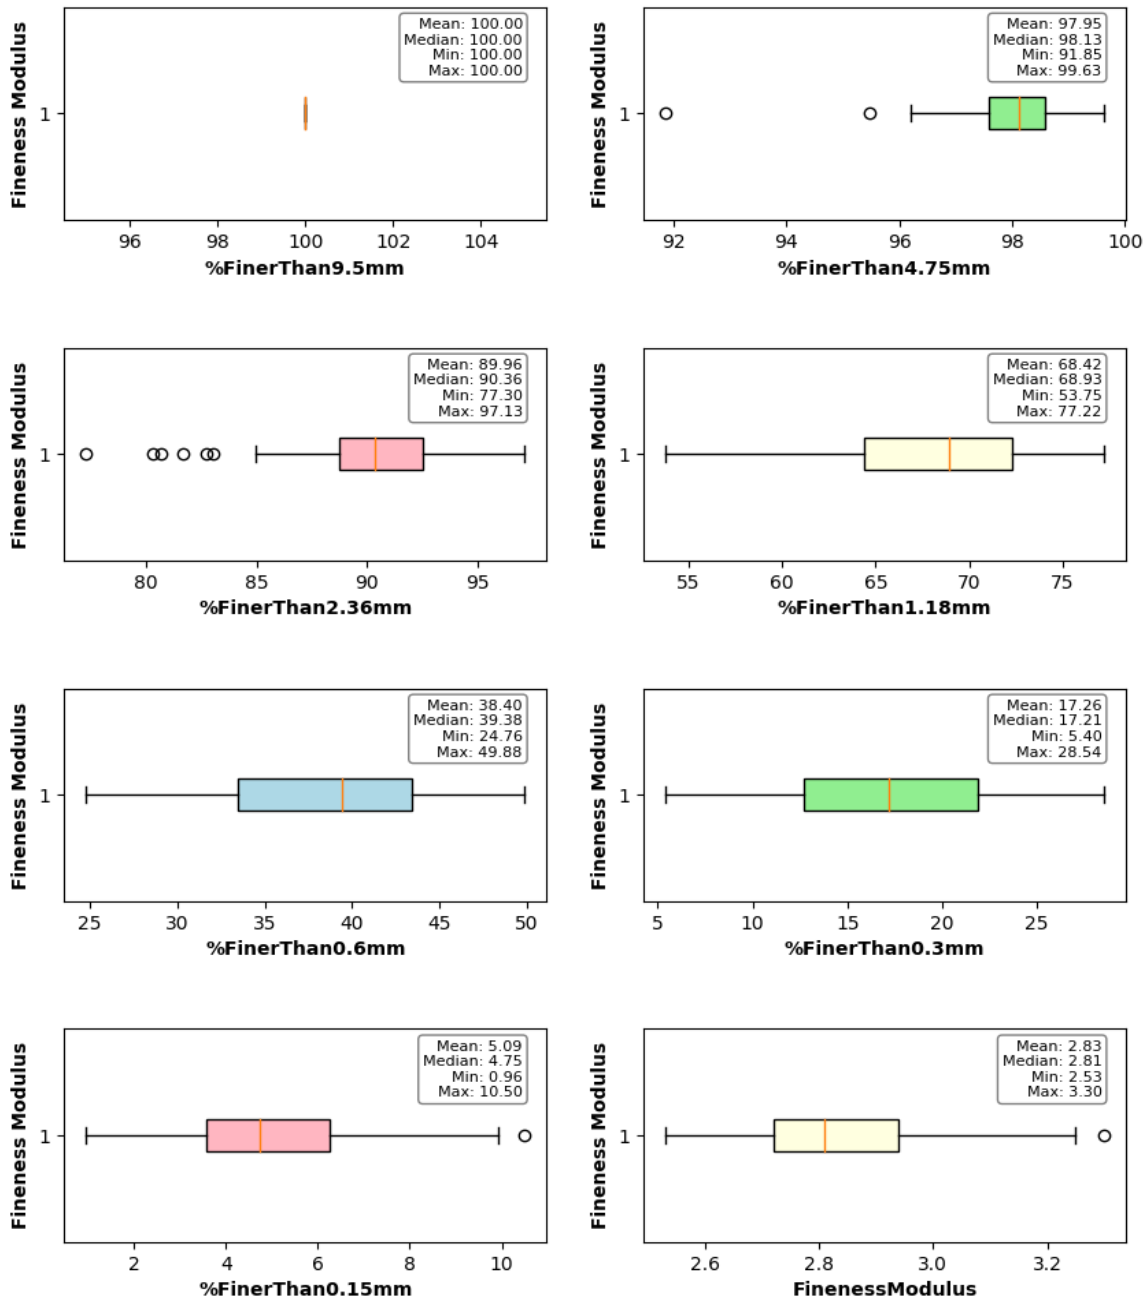 Fineness Modulus
1
Mean: 100.00
Median: 100.00
Min: 100.00
Max: 100.00
96 98 100 102 104
%FinerThan9.5mm
Fineness Modulus
1
Mean: 97.95
Median: 98.13
Min: 91.85
Max: 99.63
92 94 96 98 100
%FinerThan4.75mm
Fineness Modulus
1
Mean: 89.96
Median: 90.36
Min: 77.30
Max: 97.13
80 85 90 95
%FinerThan2.36mm
Fineness Modulus
1
Mean: 68.42
Median: 68.93
Min: 53.75
Max: 77.22
55 60 65 70 75
%FinerThan1.18mm
Fineness Modulus
1
Mean: 38.40
Median: 39.38
Min: 24.76
Max: 49.88
25 30 35 40 45 50
%FinerThan0.6mm
Fineness Modulus
1
Mean: 17.26
Median: 17.21
Min: 5.40
Max: 28.54
5 10 15 20 25
%FinerThan0.3mm
Fineness Modulus
1
Mean: 5.09
Median: 4.75
Min: 0.96
Max: 10.50
2 4 6 8 10
%FinerThan0.15mm
Fineness Modulus
1
Mean: 2.83
Median: 2.81
Min: 2.53
Max: 3.30
2.6 2.8 3.0 3.2
FinenessModulus